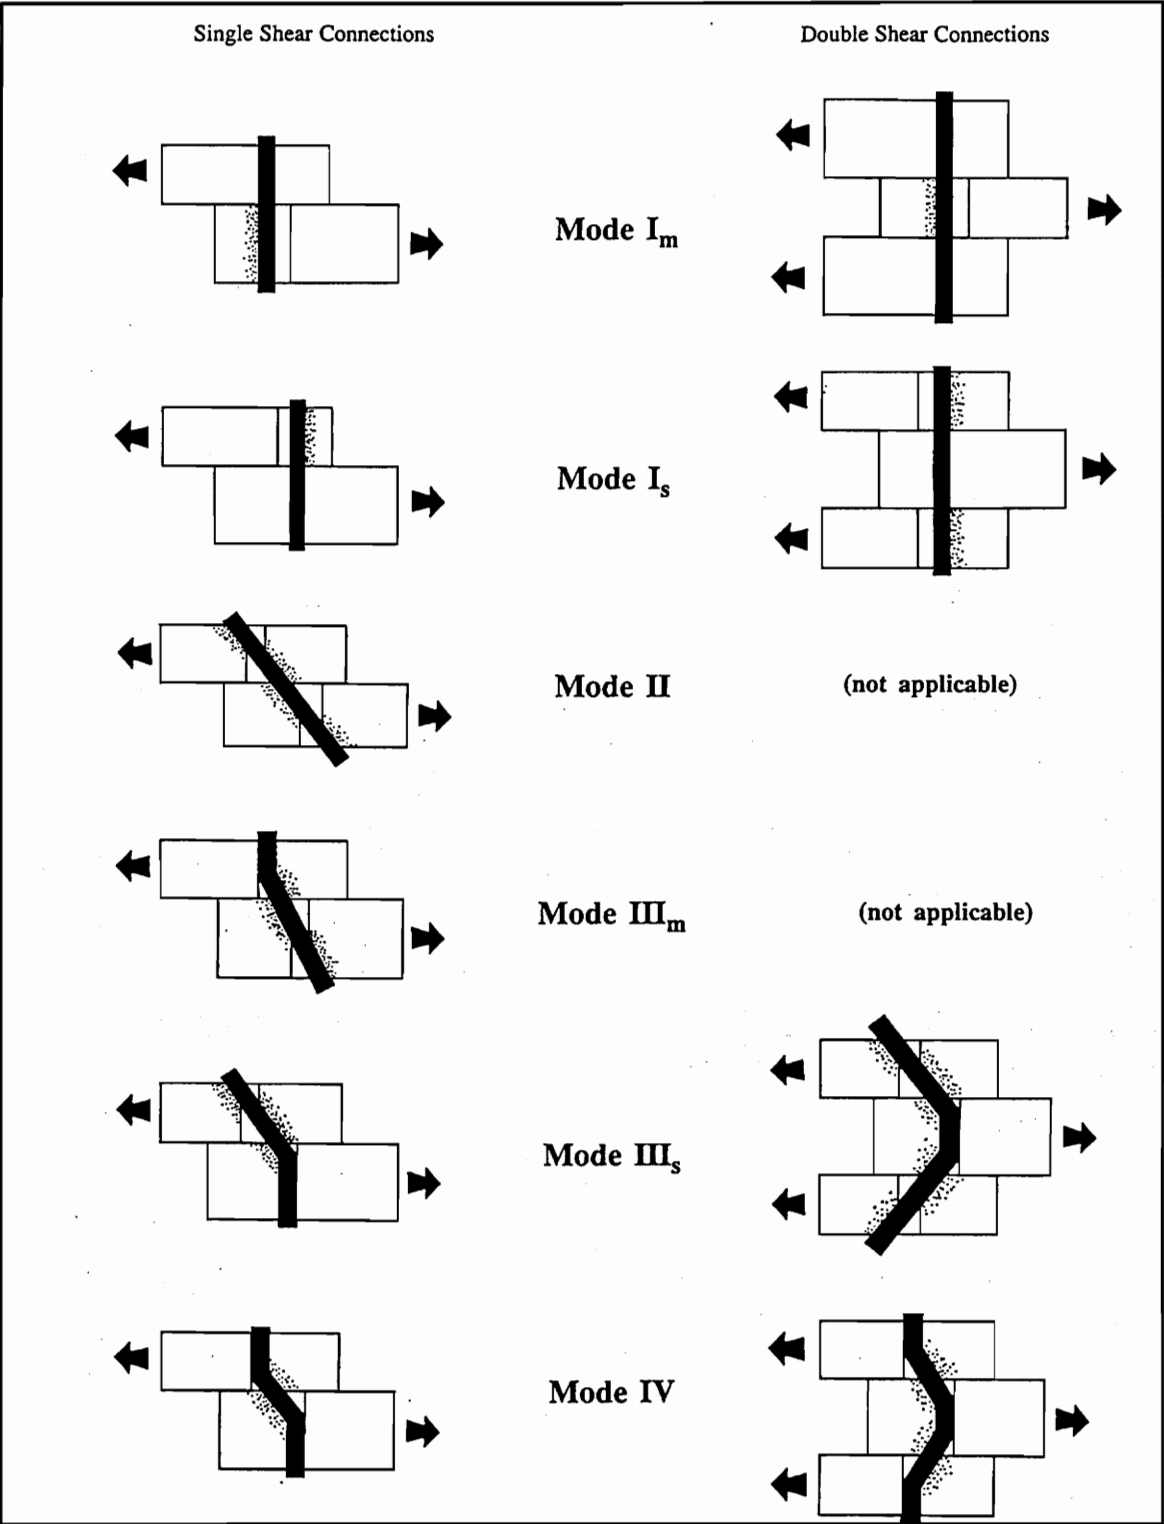 Single Shear Connections
Double Shear Connections
Mode Iₘ
Mode Iₛ
Mode II
(not applicable)
Mode IIIₘ
(not applicable)
Mode IIIₛ
Mode IV